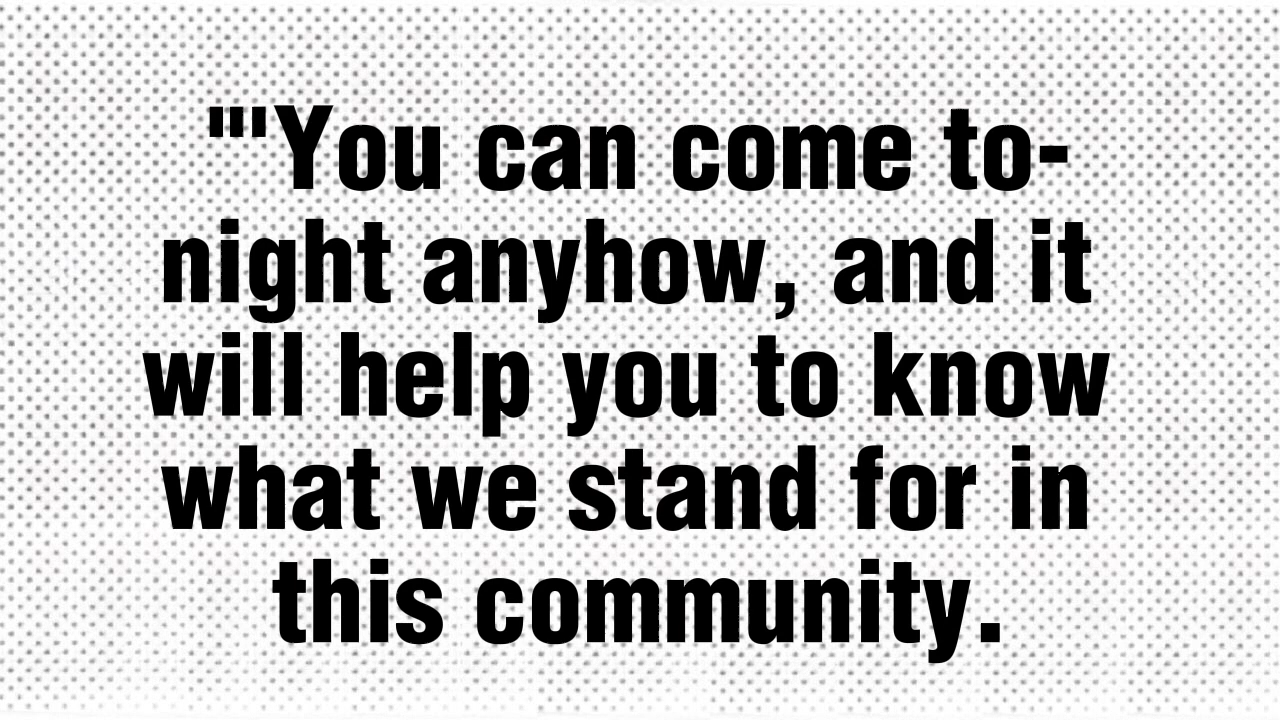 "'You can come to-
night anyhow, and it
will help you to know
what we stand for in
this community.